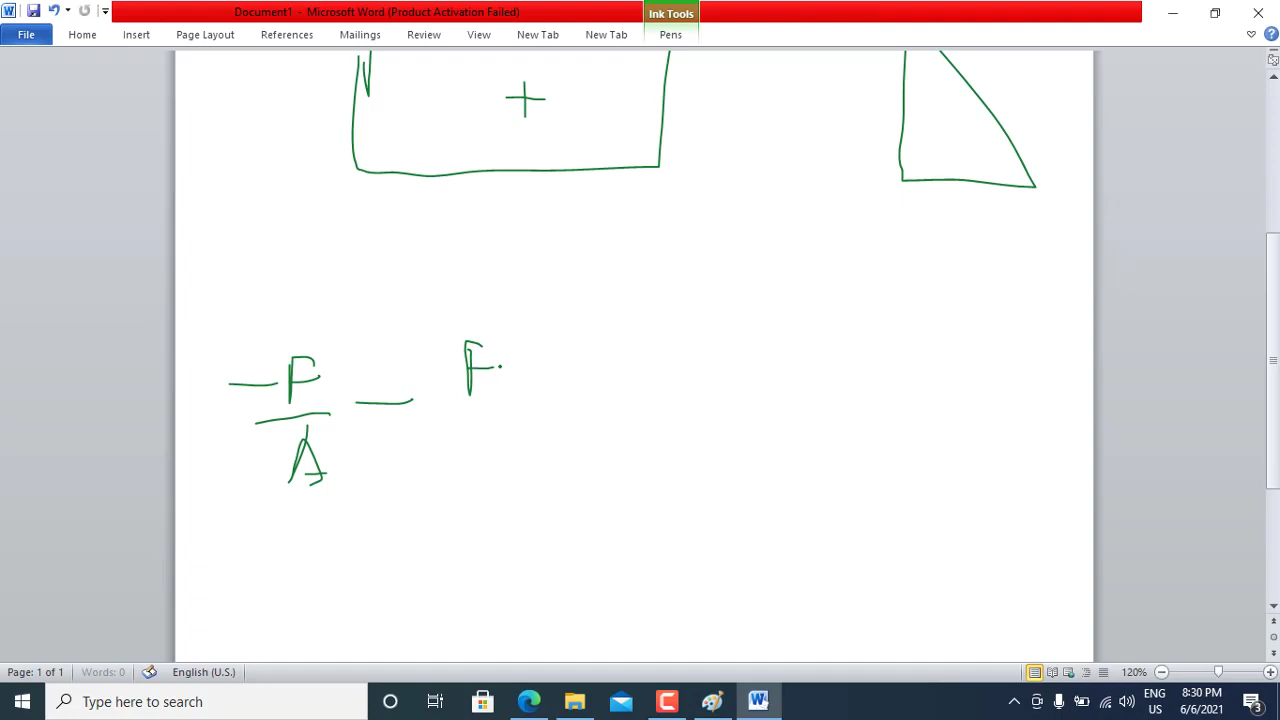 Document1 - Microsoft Word (Product Activation Failed)
Ink Tools
File Home Insert Page Layout References Mailings Review View New Tab New Tab Pens
+
—F — F.
A
Page: 1 of 1 Words: 0 English (U.S.) 120%
Type here to search
ENG
US
8:30 PM
6/6/2021
3